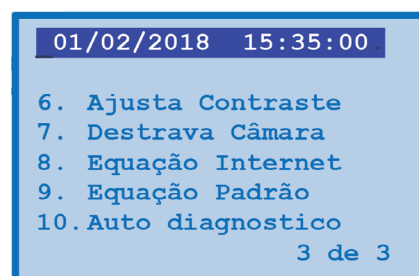 01/02/2018 15:35:00
6. Ajusta Contraste
7. Destrava Câmara
8. Equação Internet
9. Equação Padrão
10. Auto diagnostico
3 de 3